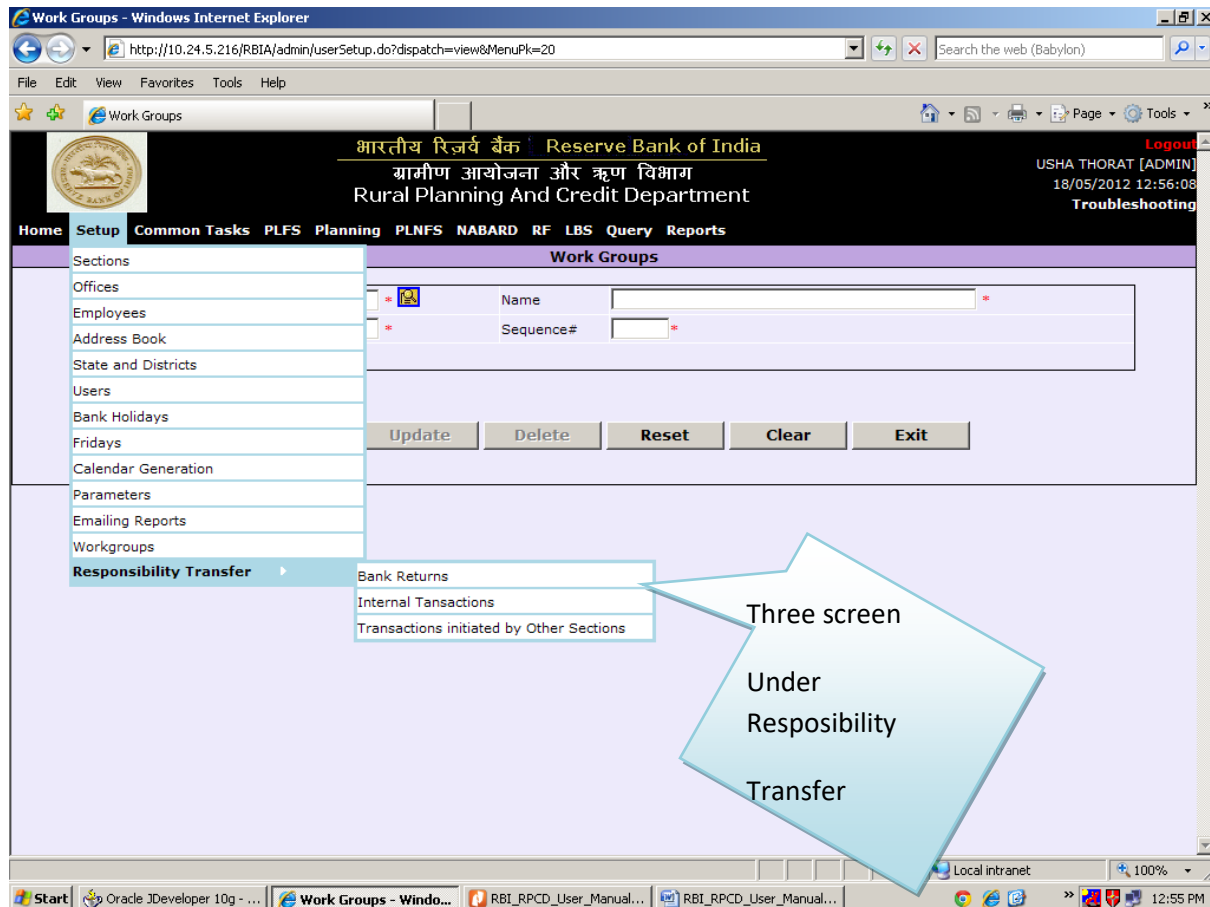 Work Groups - Windows Internet Explorer
http://10.24.5.216/RBIA/admin/userSetup.do?dispatch=view&MenuPk=20
Search the web (Babylon)
File Edit View Favorites Tools Help
Work Groups
Page Tools
भारतीय रिज़र्व बैंक Reserve Bank of India
ग्रामीण आयोजना और ऋण विभाग
Rural Planning And Credit Department
Logout
USHA THORAT [ADMIN]
18/05/2012 12:56:08
Troubleshooting
Home Setup Common Tasks PLFS Planning PLNFS NABARD RF LBS Query Reports
Work Groups
Sections
Offices
Employees
Address Book
State and Districts
Users
Bank Holidays
Fridays
Calendar Generation
Parameters
Emailing Reports
Workgroups
Responsibility Transfer
* Name *
* Sequence# *
Update Delete Reset Clear Exit
Bank Returns
Internal Tansactions
Transactions initiated by Other Sections
Three screen
Under
Resposibility
Transfer
Local intranet 100%
Start Oracle JDeveloper 10g - ... Work Groups - Windo... RBI_RPCD_User_Manual... RBI_RPCD_User_Manual... 12:55 PM